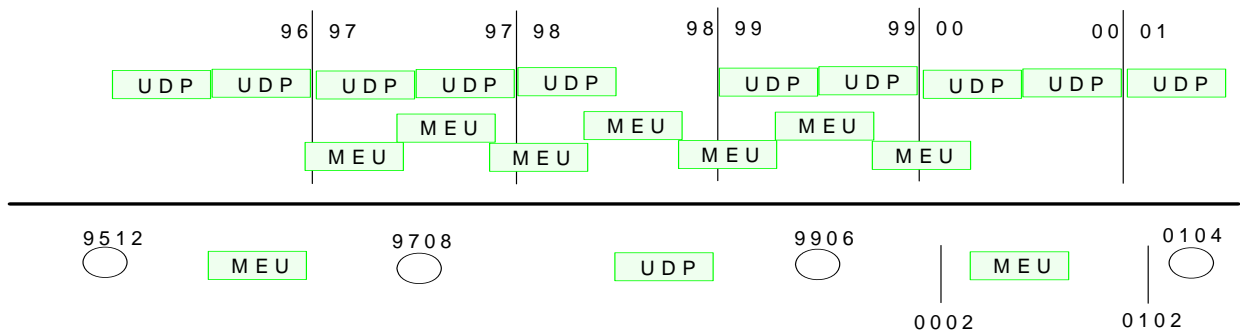 96 97 97 98 98 99 99 00 00 01
UDP UDP UDP UDP UDP UDP UDP UDP UDP UDP
MEU MEU MEU
MEU MEU MEU MEU
9512 9708 9906 0104
MEU UDP MEU
0002 0102